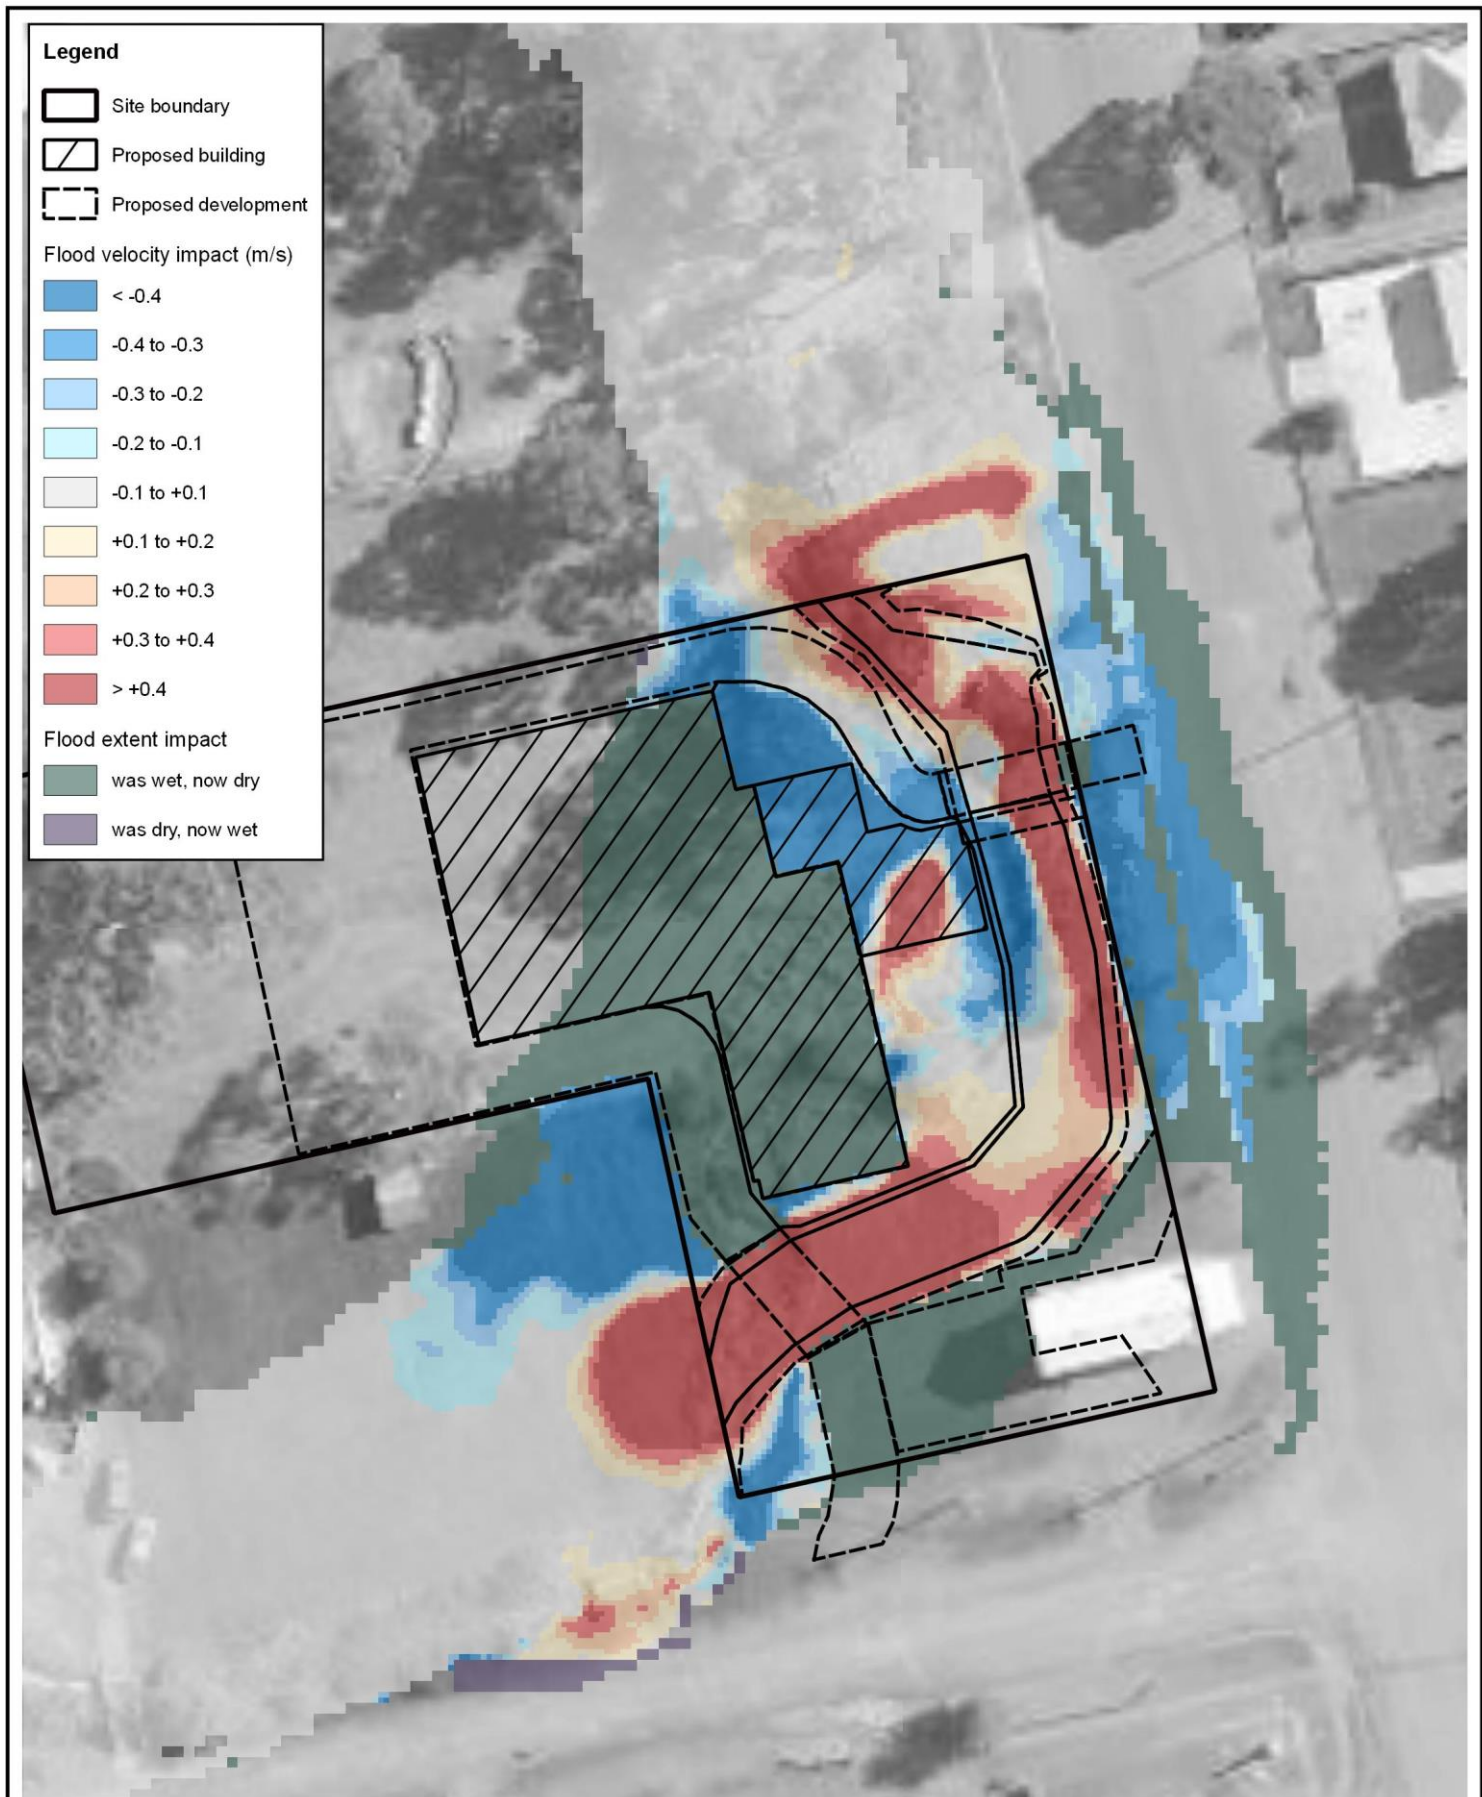 Legend
Site boundary
Proposed building
Proposed development
Flood velocity impact (m/s)
< -0.4
-0.4 to -0.3
-0.3 to -0.2
-0.2 to -0.1
-0.1 to +0.1
+0.1 to +0.2
+0.2 to +0.3
+0.3 to +0.4
> +0.4
Flood extent impact
was wet, now dry
was dry, now wet